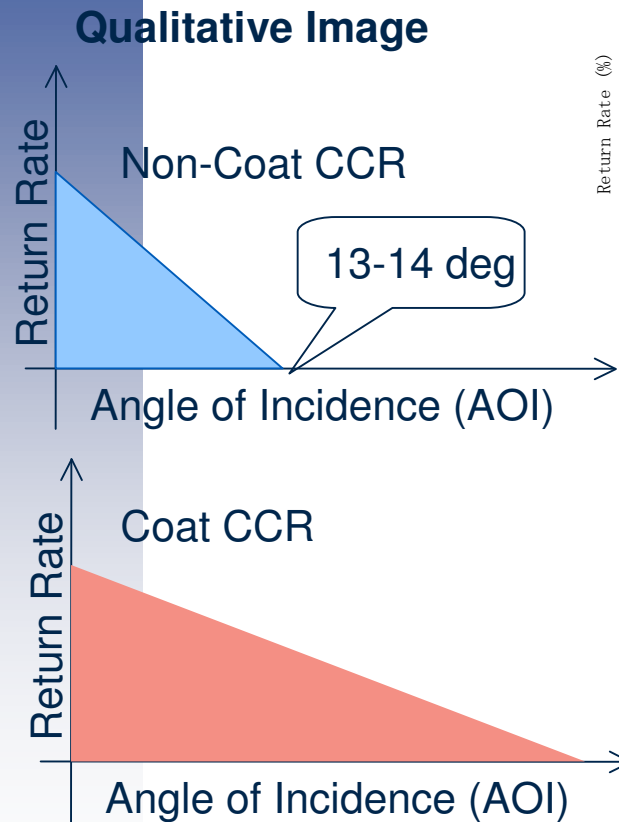 Qualitative Image
Return Rate (%)
Non-Coat CCR
Return Rate
13-14 deg
Angle of Incidence (AOI)
Coat CCR
Return Rate
Angle of Incidence (AOI)